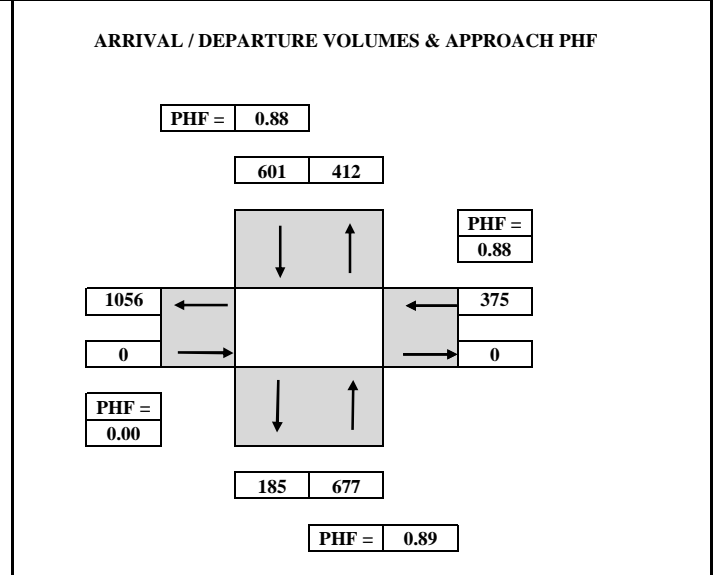 ARRIVAL / DEPARTURE VOLUMES & APPROACH PHF
PHF = 0.88
601 412
PHF =
0.88
1056 375
0 0
PHF =
0.00
185 677
PHF = 0.89